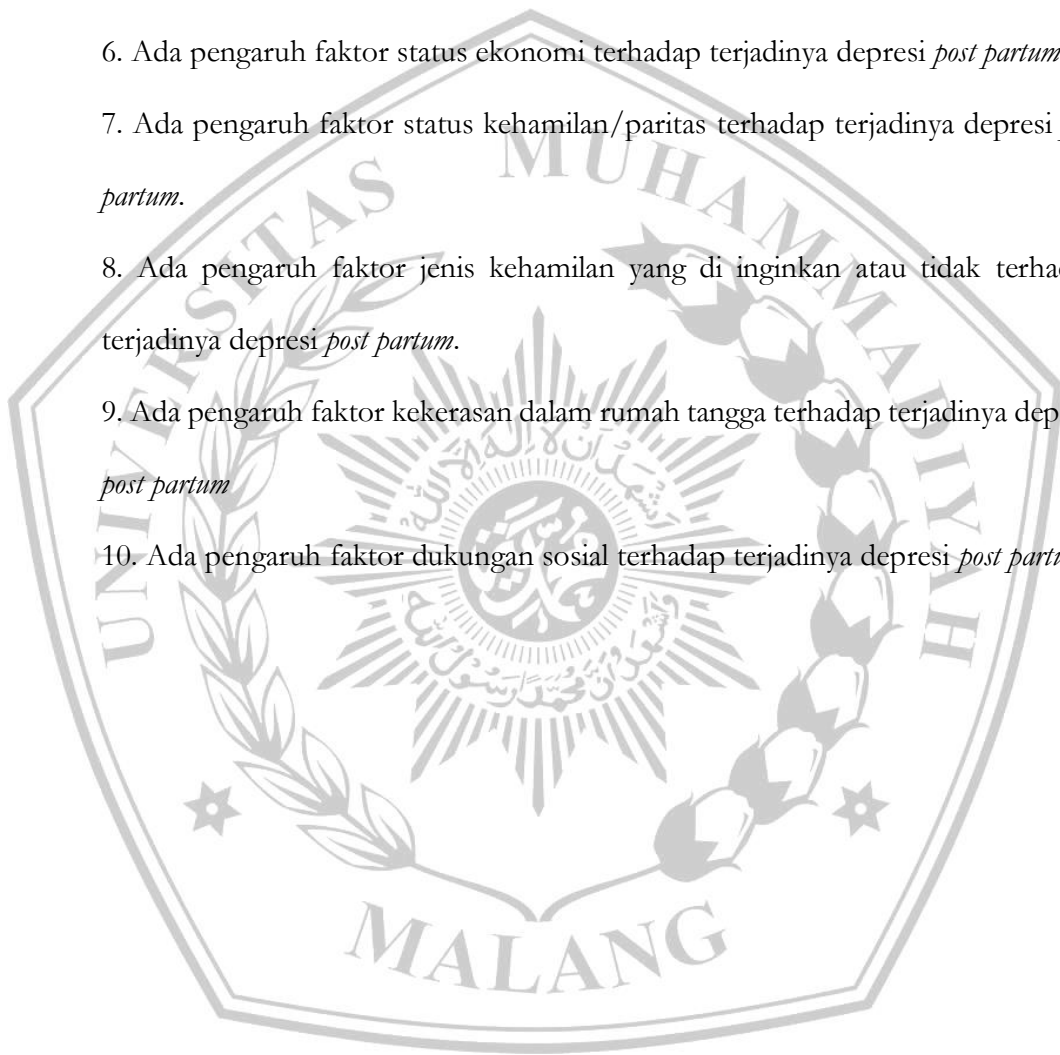 6. Ada pengaruh faktor status ekonomi terhadap terjadinya depresi post partum
7. Ada pengaruh faktor status kehamilan/paritas terhadap terjadinya depresi
partum.
8. Ada pengaruh faktor jenis kehamilan yang di inginkan atau tidak
terjadinya depresi post partum.
9. Ada pengaruh faktor kekerasan dalam rumah tangga terhadap terjadinya
post partum
10. Ada pengaruh faktor dukungan sosial terhadap terjadinya depresi post
UNIVERSITAS MUHAMMADIYAH
MALANG